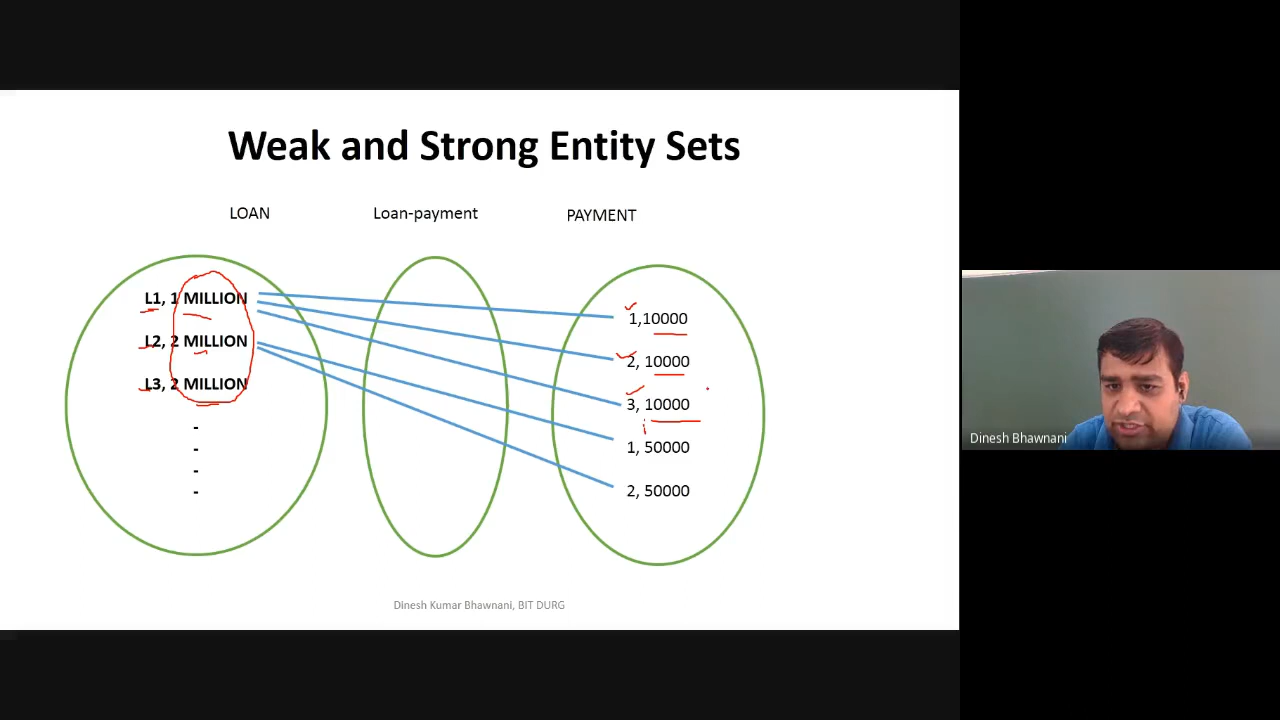 Weak and Strong Entity Sets
LOAN Loan-payment PAYMENT
L1, 1 MILLION
L2, 2 MILLION
L3, 2 MILLION
-
-
-
-
1,10000
2, 10000
3, 10000
1, 50000
2, 50000
Dinesh Kumar Bhawnani, BIT DURG
Dinesh Bhawnani